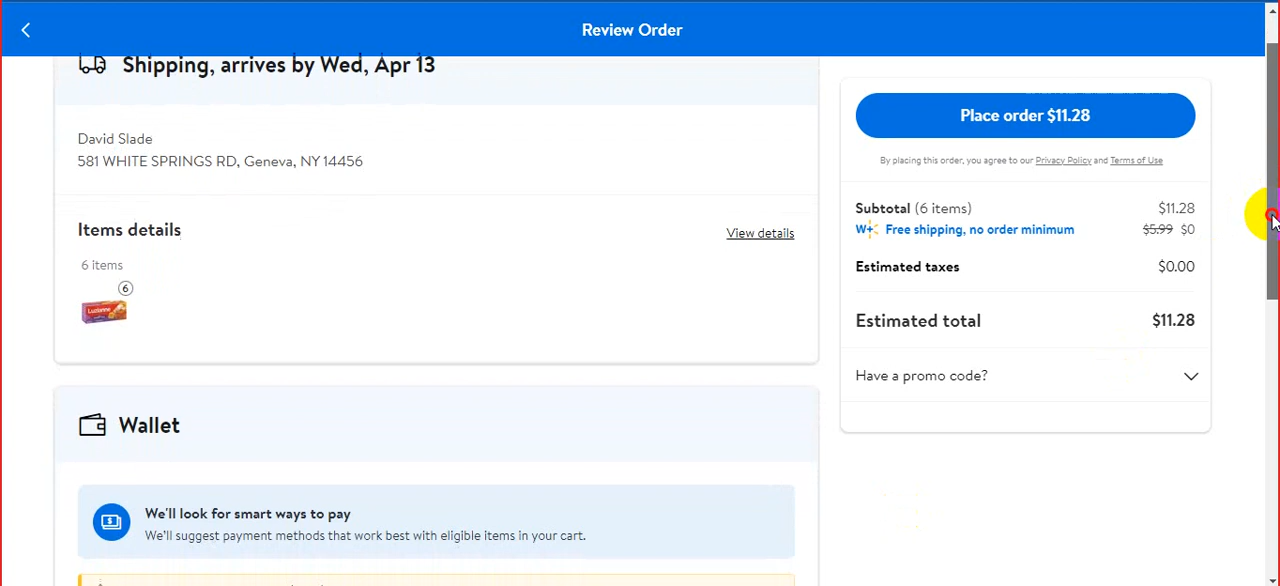 Review Order
Shipping, arrives by Wed, Apr 13
David Slade
581 WHITE SPRINGS RD, Geneva, NY 14456
Items details
View details
6 items
6
Luzianne
Wallet
We'll look for smart ways to pay
We'll suggest payment methods that work best with eligible items in your cart.
Place order $11.28
By placing this order, you agree to our Privacy Policy and Terms of Use
Subtotal (6 items) $11.28
W+ Free shipping, no order minimum $5.99 $0
Estimated taxes $0.00
Estimated total $11.28
Have a promo code?